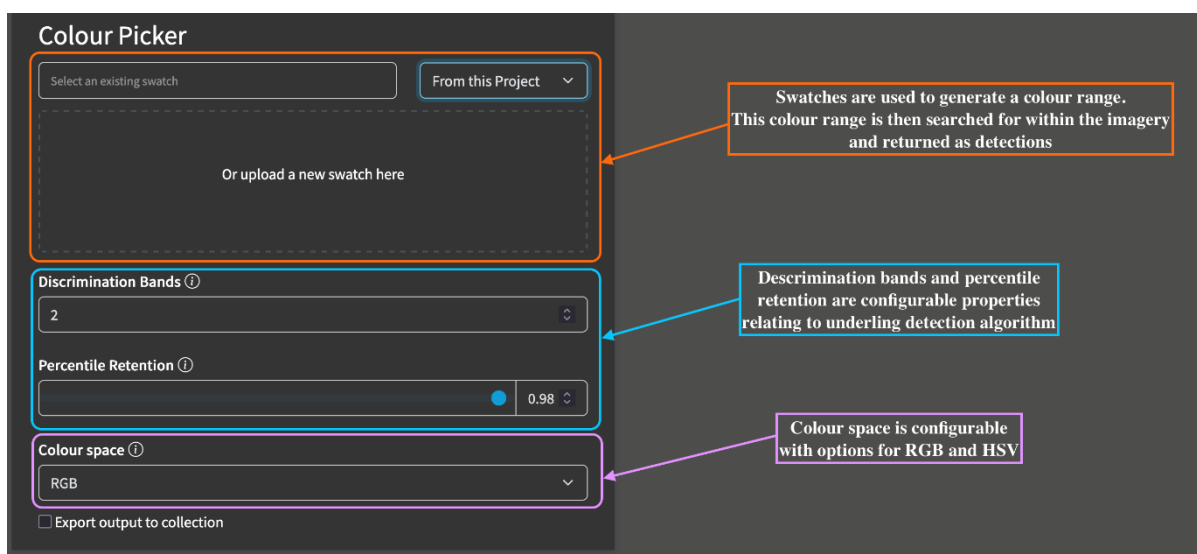 Colour Picker
Select an existing swatch
From this Project
Or upload a new swatch here
Swatches are used to generate a colour range.
This colour range is then searched for within the imagery
and returned as detections
Discrimination Bands
2
Percentile Retention
0.98
Descrimination bands and percentile
retention are configurable properties
relating to underling detection algorithm
Colour space
RGB
Colour space is configurable
with options for RGB and HSV
Export output to collection